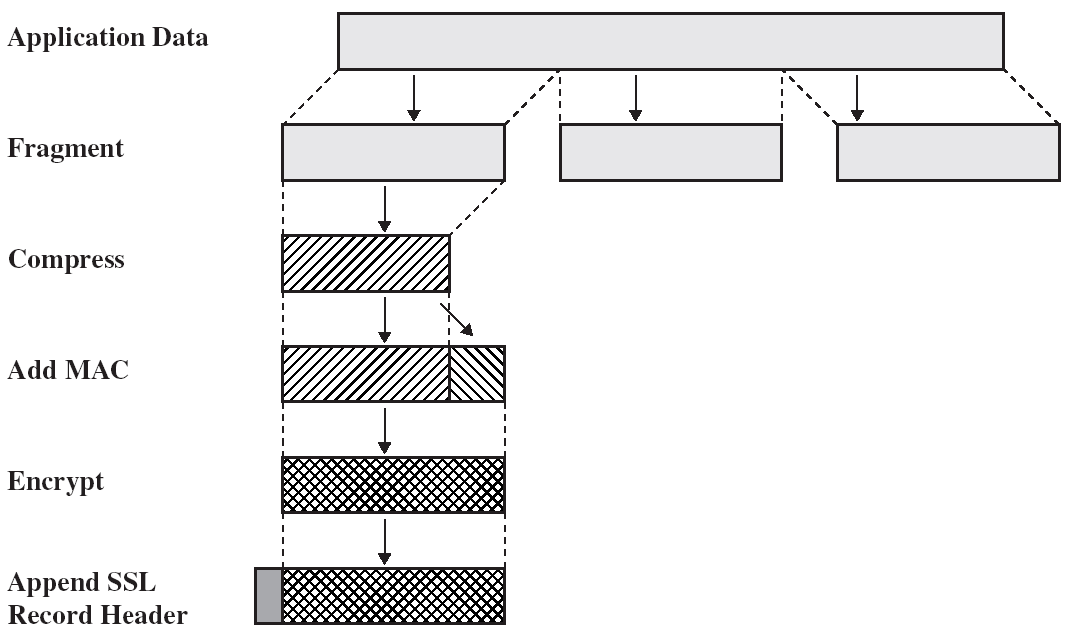 Application Data
Fragment
Compress
Add MAC
Encrypt
Append SSL
Record Header